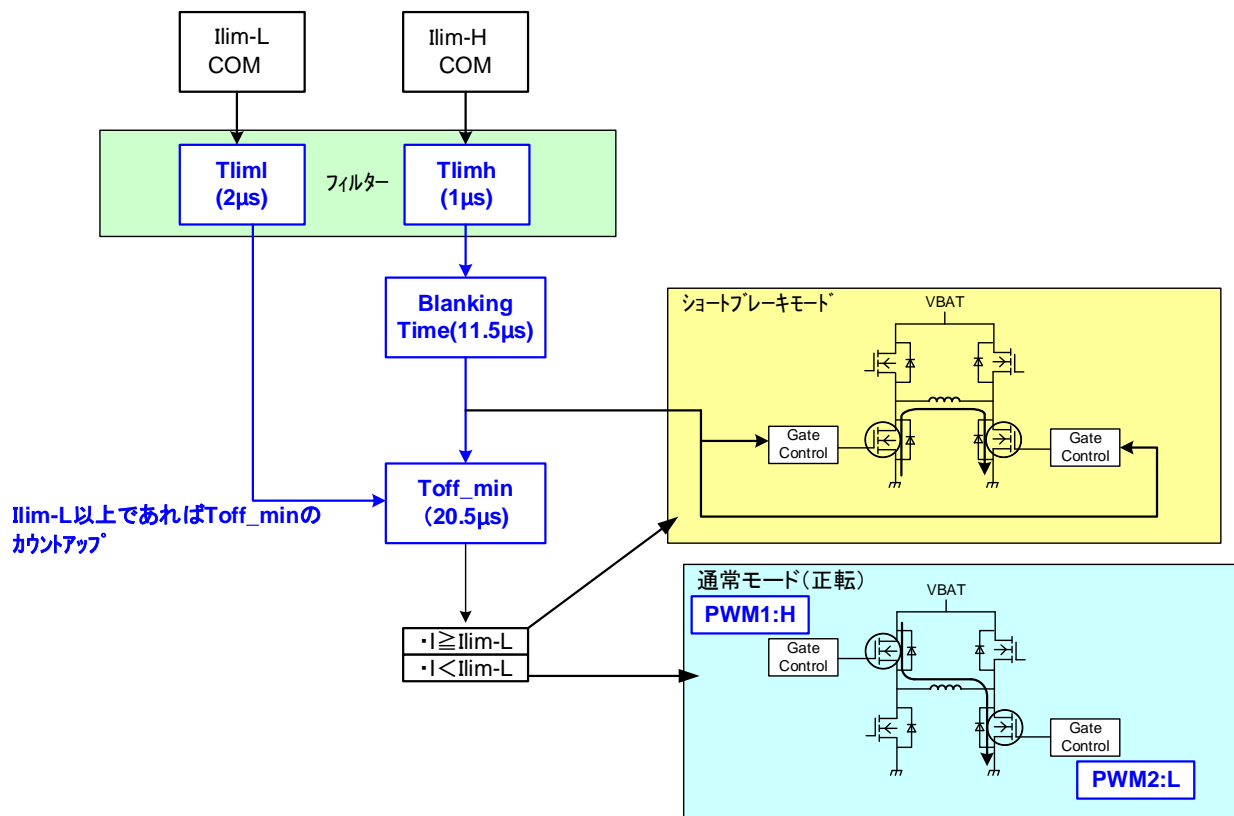 Ilim-L
COM
Ilim-H
COM
Tliml
(2µs)
フィルター
Tlimh
(1µs)
Blanking
Time(11.5µs)
ショートブレーキモード
VBAT
Gate
Control
Gate
Control
Toff_min
(20.5µs)
Ilim-L以上であればToff_minの
カウントアップ
・I≧Ilim-L
・I＜Ilim-L
通常モード(正転)
VBAT
PWM1:H
Gate
Control
Gate
Control
PWM2:L